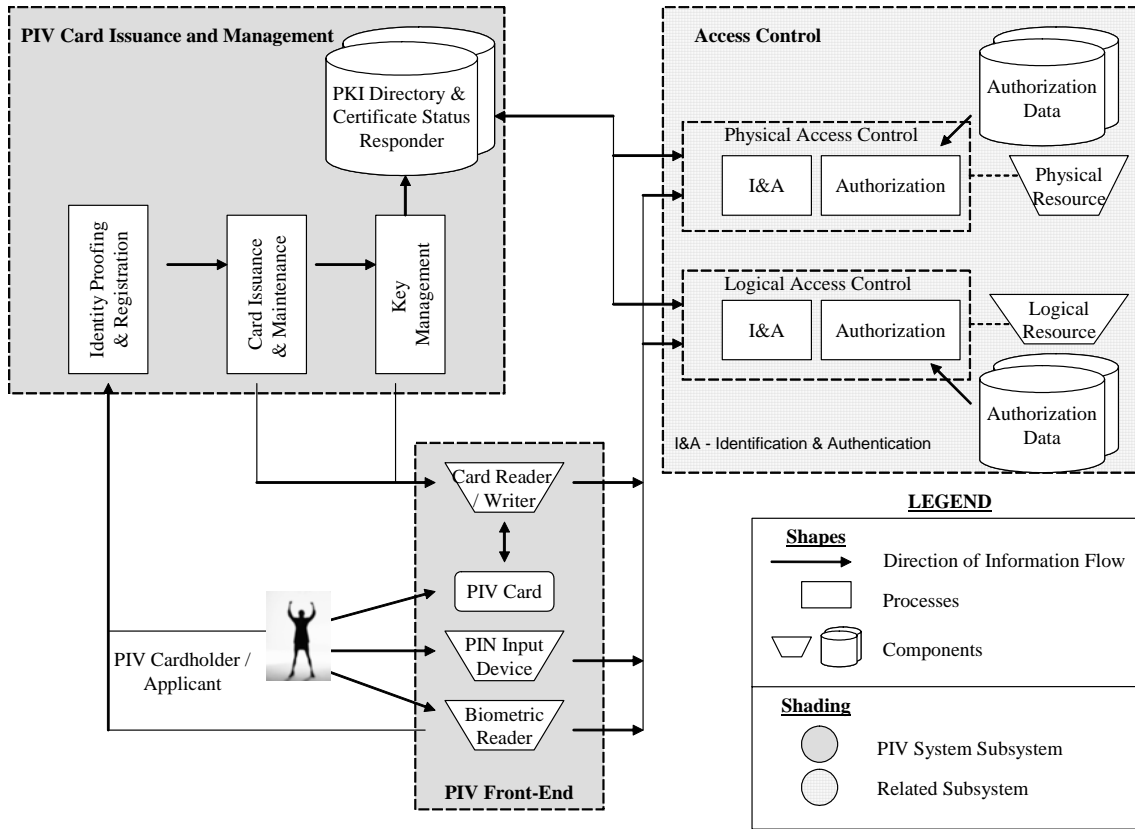 PIV Card Issuance and Management
PKI Directory &
Certificate Status
Responder
Identity Proofing
& Registration
Card Issuance
& Maintenance
Key
Management
Access Control
Authorization
Data
Physical Access Control
I&A
Authorization
Physical
Resource
Logical Access Control
I&A
Authorization
Logical
Resource
Authorization
Data
I&A - Identification & Authentication
Card Reader
/ Writer
PIV Card
PIN Input
Device
Biometric
Reader
PIV Front-End
PIV Cardholder /
Applicant
LEGEND
Shapes
Direction of Information Flow
Processes
Components
Shading
PIV System Subsystem
Related Subsystem